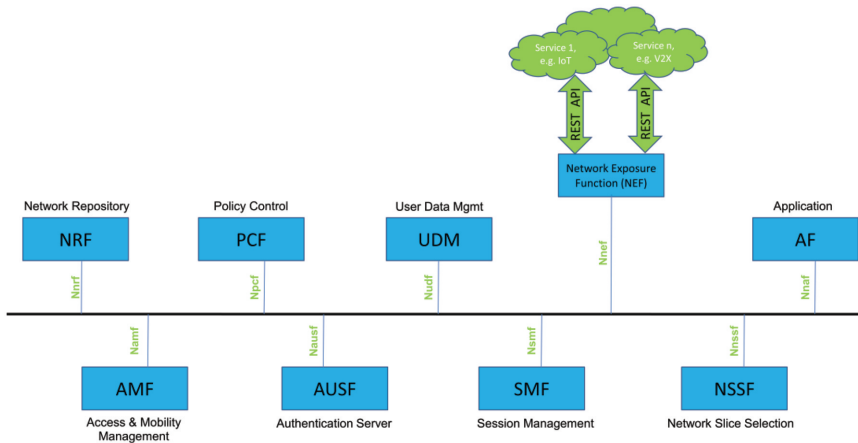 Service 1,
e.g. IoT
Service n,
e.g. V2X
REST API
REST API
Network Exposure
Function (NEF)
Network Repository
Policy Control
User Data Mgmt
Application
NRF
PCF
UDM
AF
Nnrf
Npcf
Nudf
Nnef
Nnaf
Namf
Nausf
Nsmf
Nnssf
AMF
AUSF
SMF
NSSF
Access & Mobility
Management
Authentication Server
Session Management
Network Slice Selection